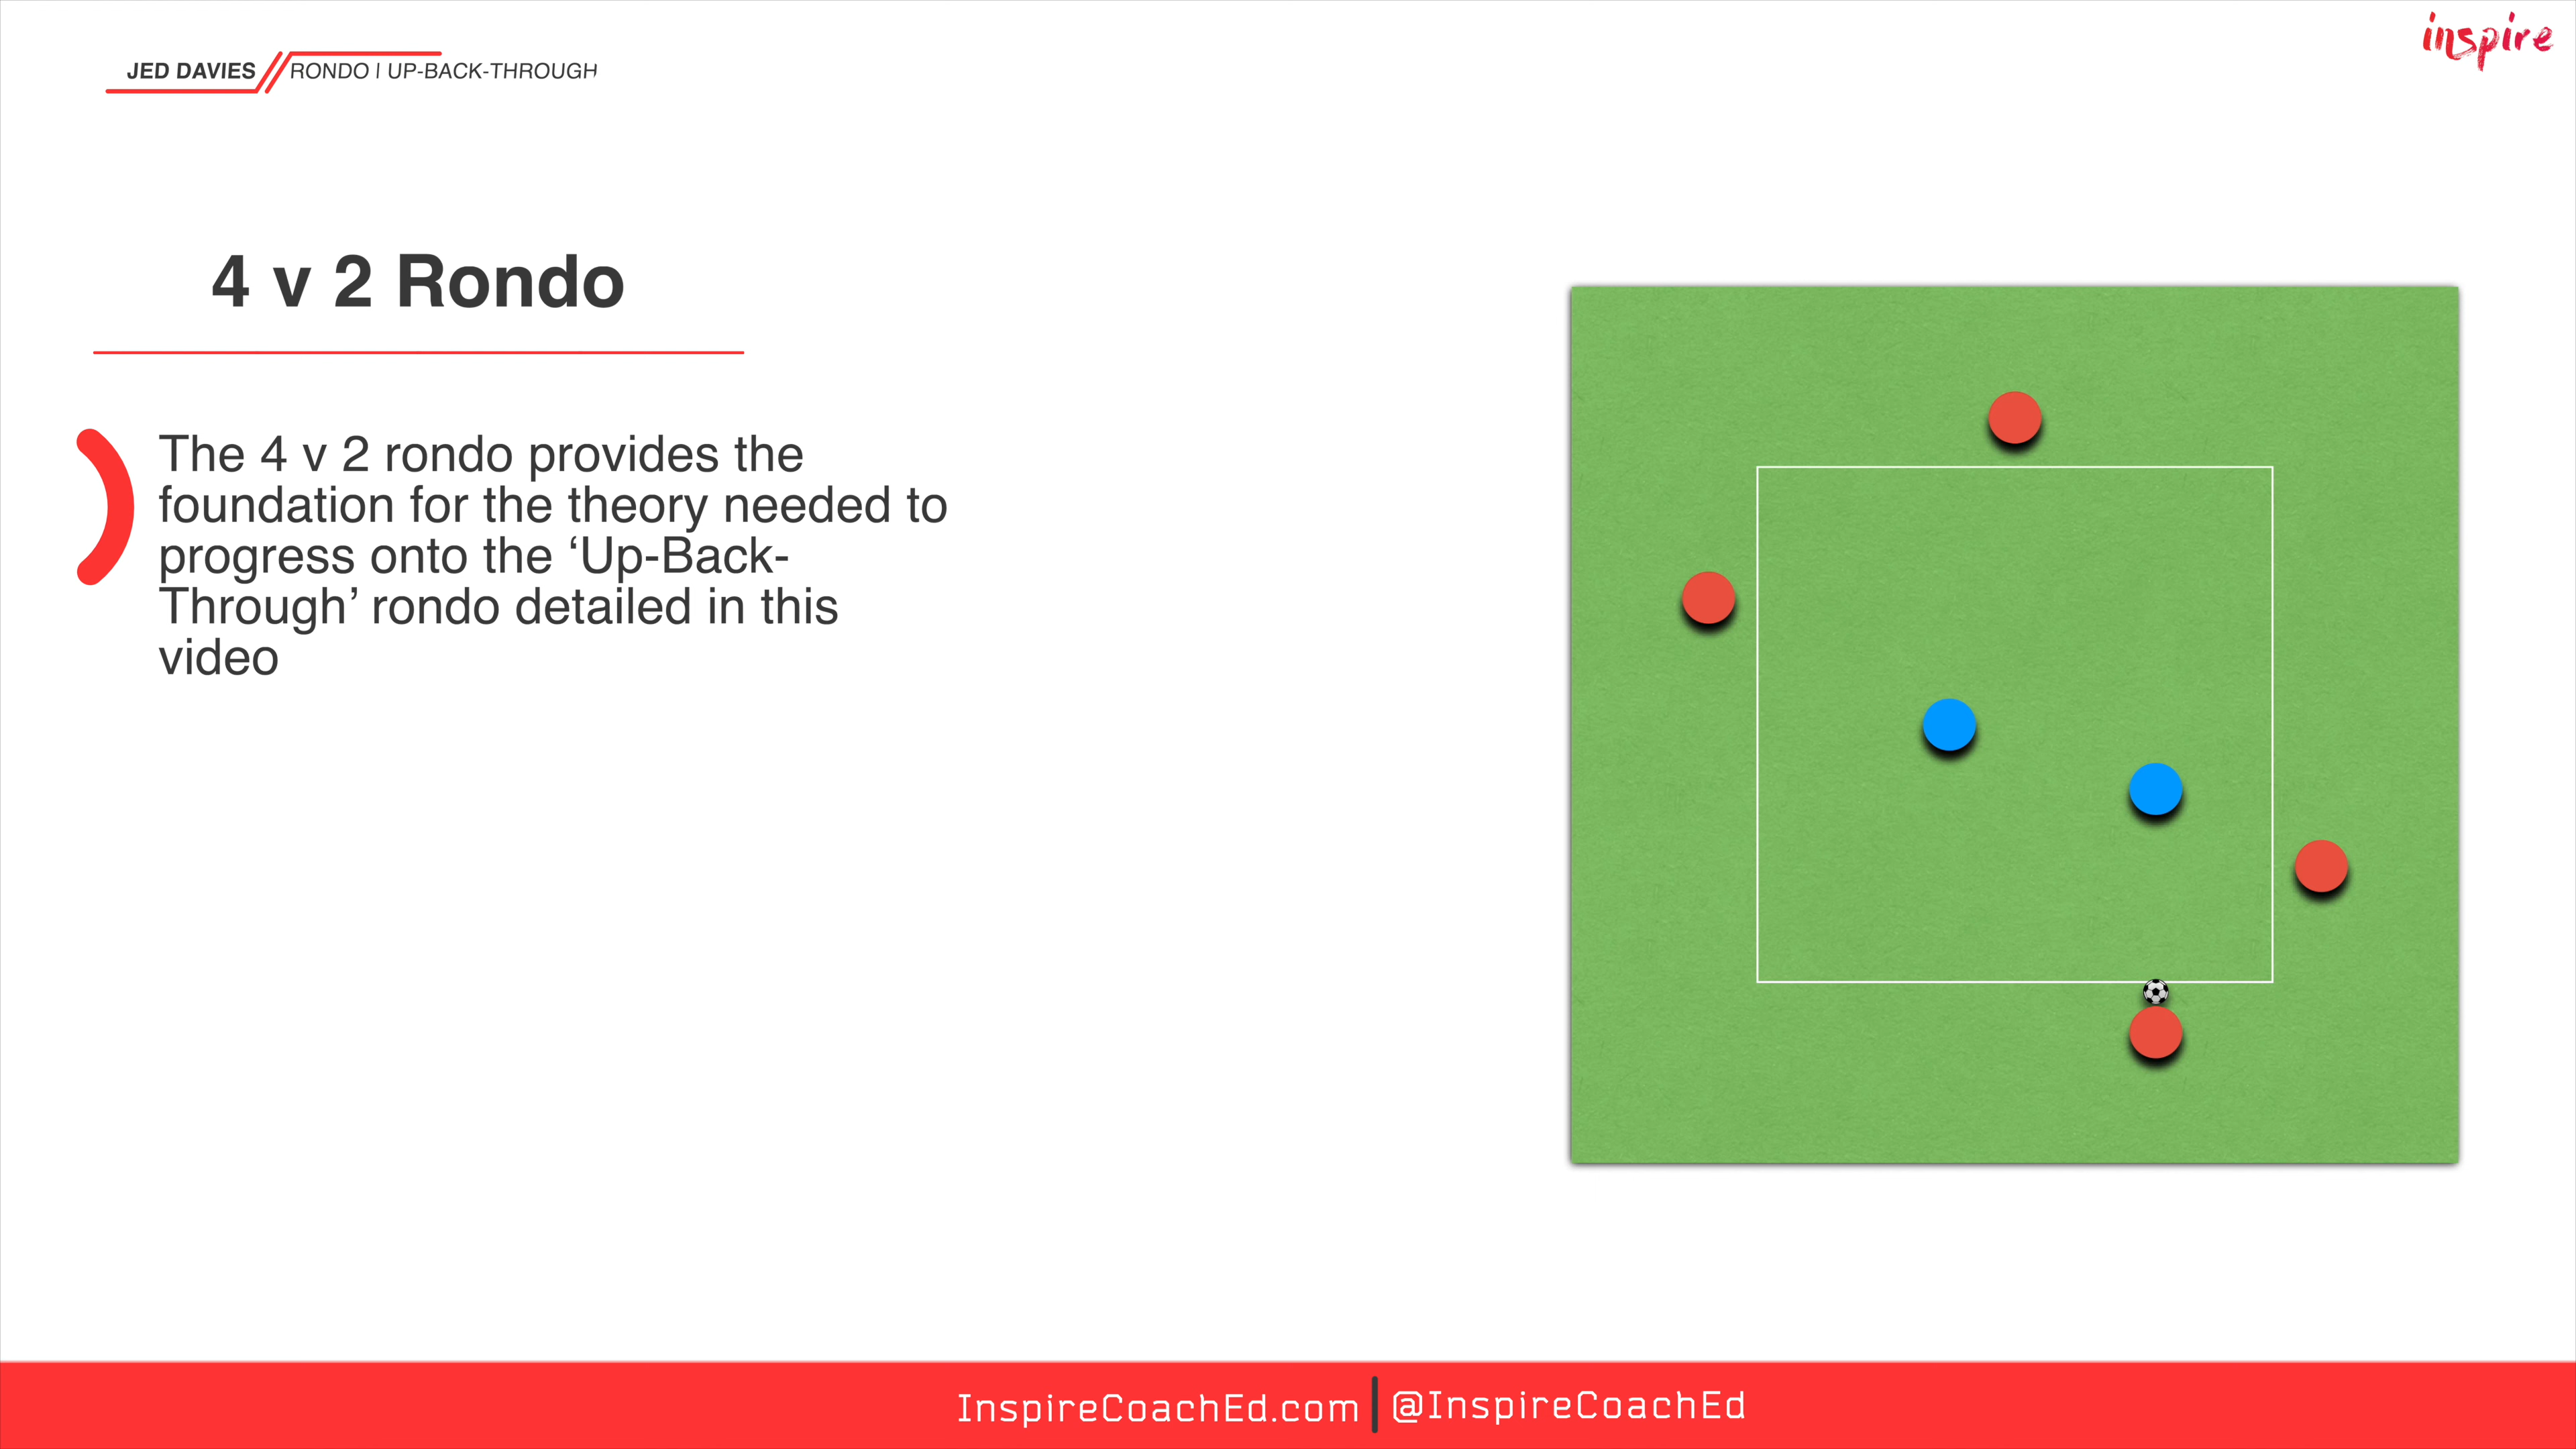 JED DAVIES RONDO | UP-BACK-THROUGH
inspire
4 v 2 Rondo
The 4 v 2 rondo provides the
foundation for the theory needed to
progress onto the ‘Up-Back-
Through’ rondo detailed in this
video
InspireCoachEd.com | @InspireCoachEd